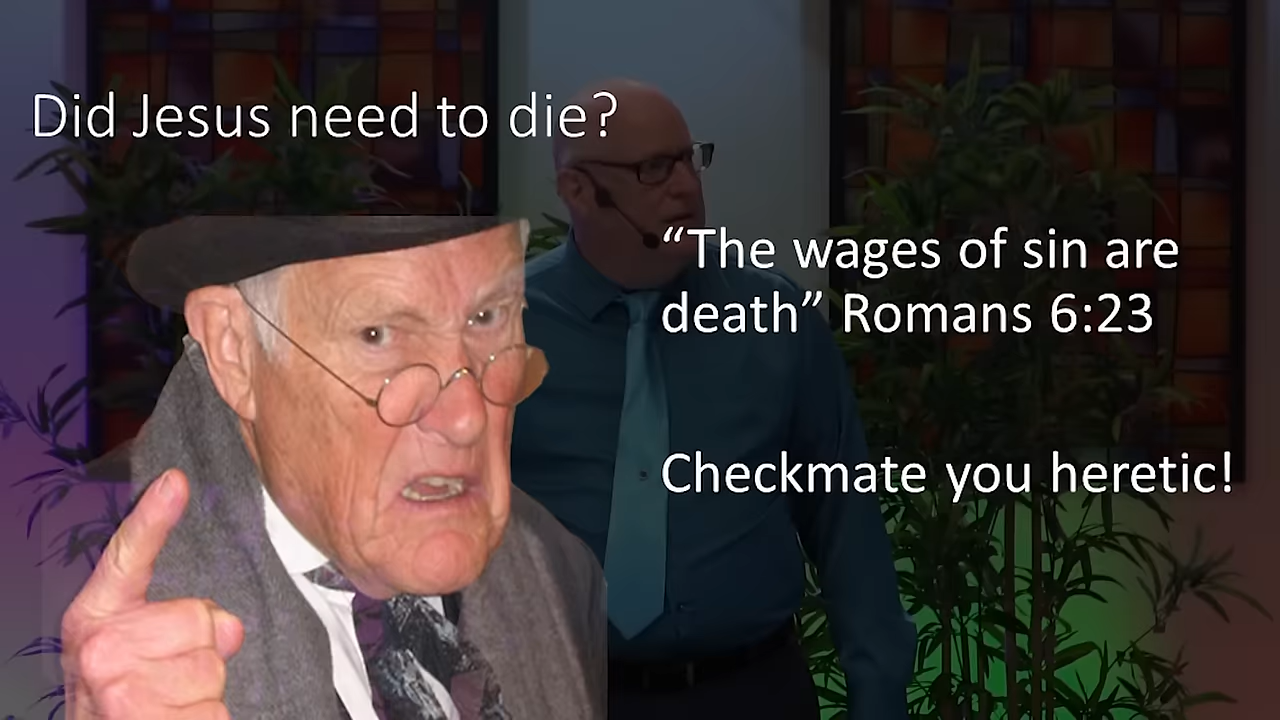 Did Jesus need to die?
“The wages of sin are
death” Romans 6:23
Checkmate you heretic!